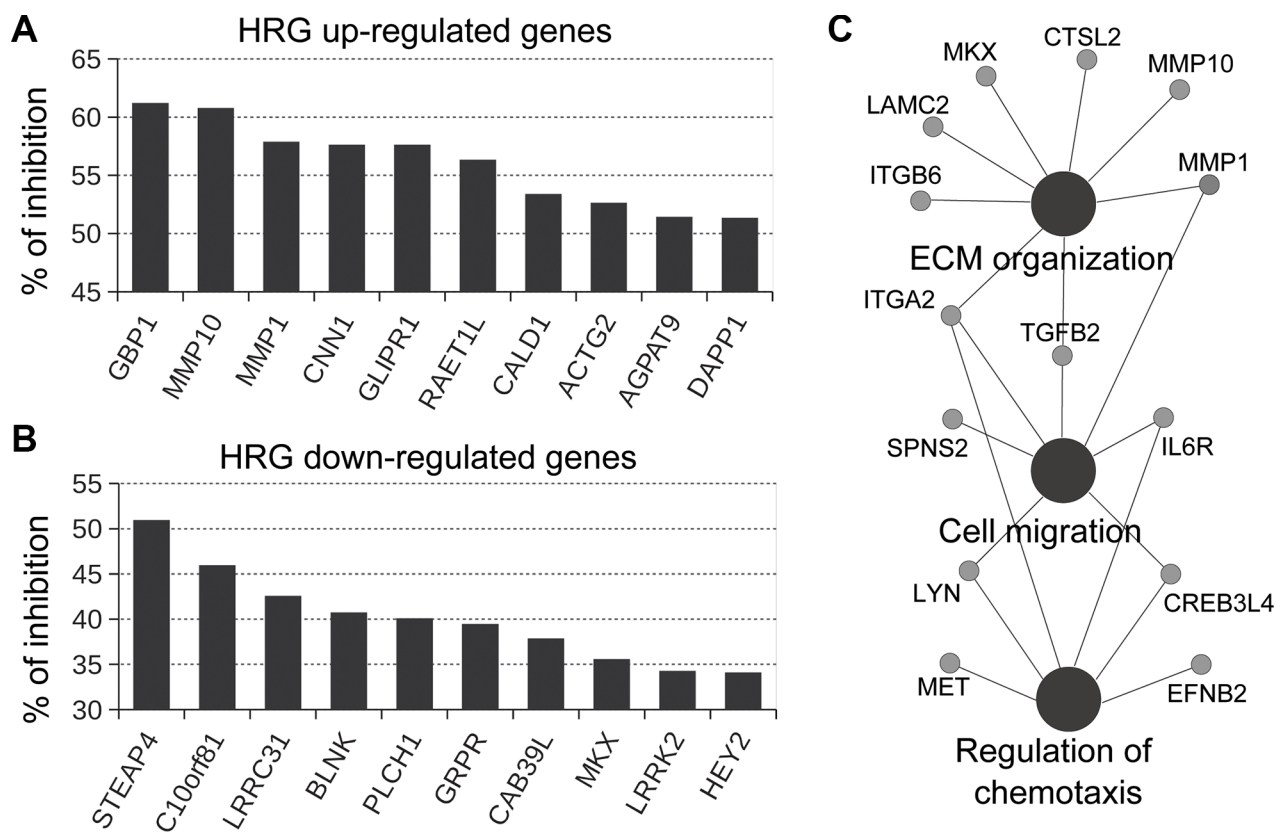 A
HRG up-regulated genes
% of inhibition
65
60
55
50
45
GBP1
MMP10
MMP1
CNN1
GLIPR1
RAET1L
CALD1
ACTG2
AGPAT9
DAPP1
B
HRG down-regulated genes
% of inhibition
55
50
45
40
35
30
STEAP4
C10orf81
LRRC31
BLNK
PLCH1
GRPR
CAB39L
MKX
LRRK2
HEY2
C
CTSL2
MKX
MMP10
LAMC2
MMP1
ITGB6
ECM organization
ITGA2
TGFB2
SPNS2
IL6R
Cell migration
LYN
CREB3L4
MET
EFNB2
Regulation of
chemotaxis